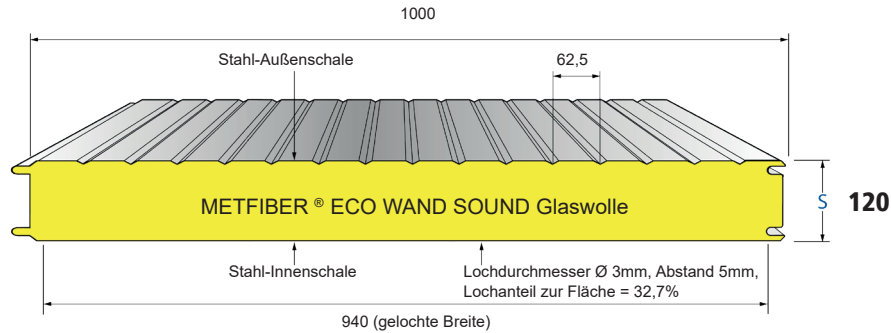 1000
Stahl-Außenschale
62,5
METFIBER ® ECO WAND SOUND Glaswolle
S 120
Stahl-Innenschale
Lochdurchmesser Ø 3mm, Abstand 5mm,
Lochanteil zur Fläche = 32,7%
940 (gelochte Breite)